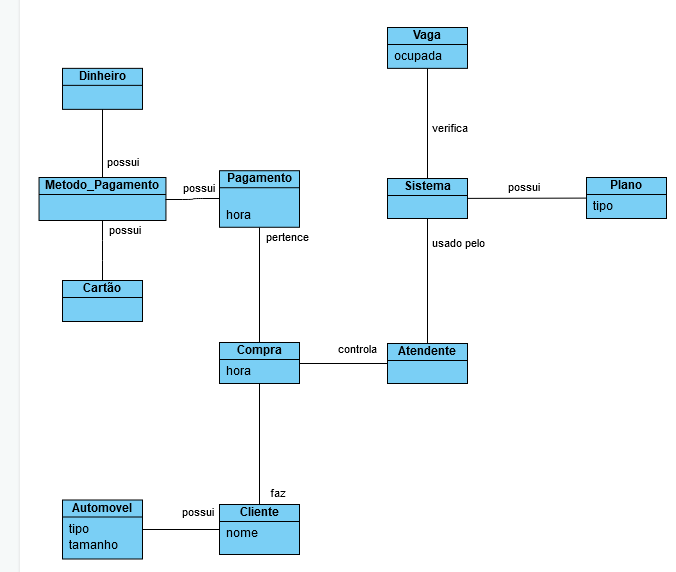 Vaga
ocupada
Dinheiro
verifica
possui
Metodo_Pagamento
possui
Pagamento
hora
Sistema
possui
Plano
tipo
possui
pertence
usado pelo
Cartão
Compra
hora
controla
Atendente
faz
Automovel
tipo
tamanho
possui
Cliente
nome